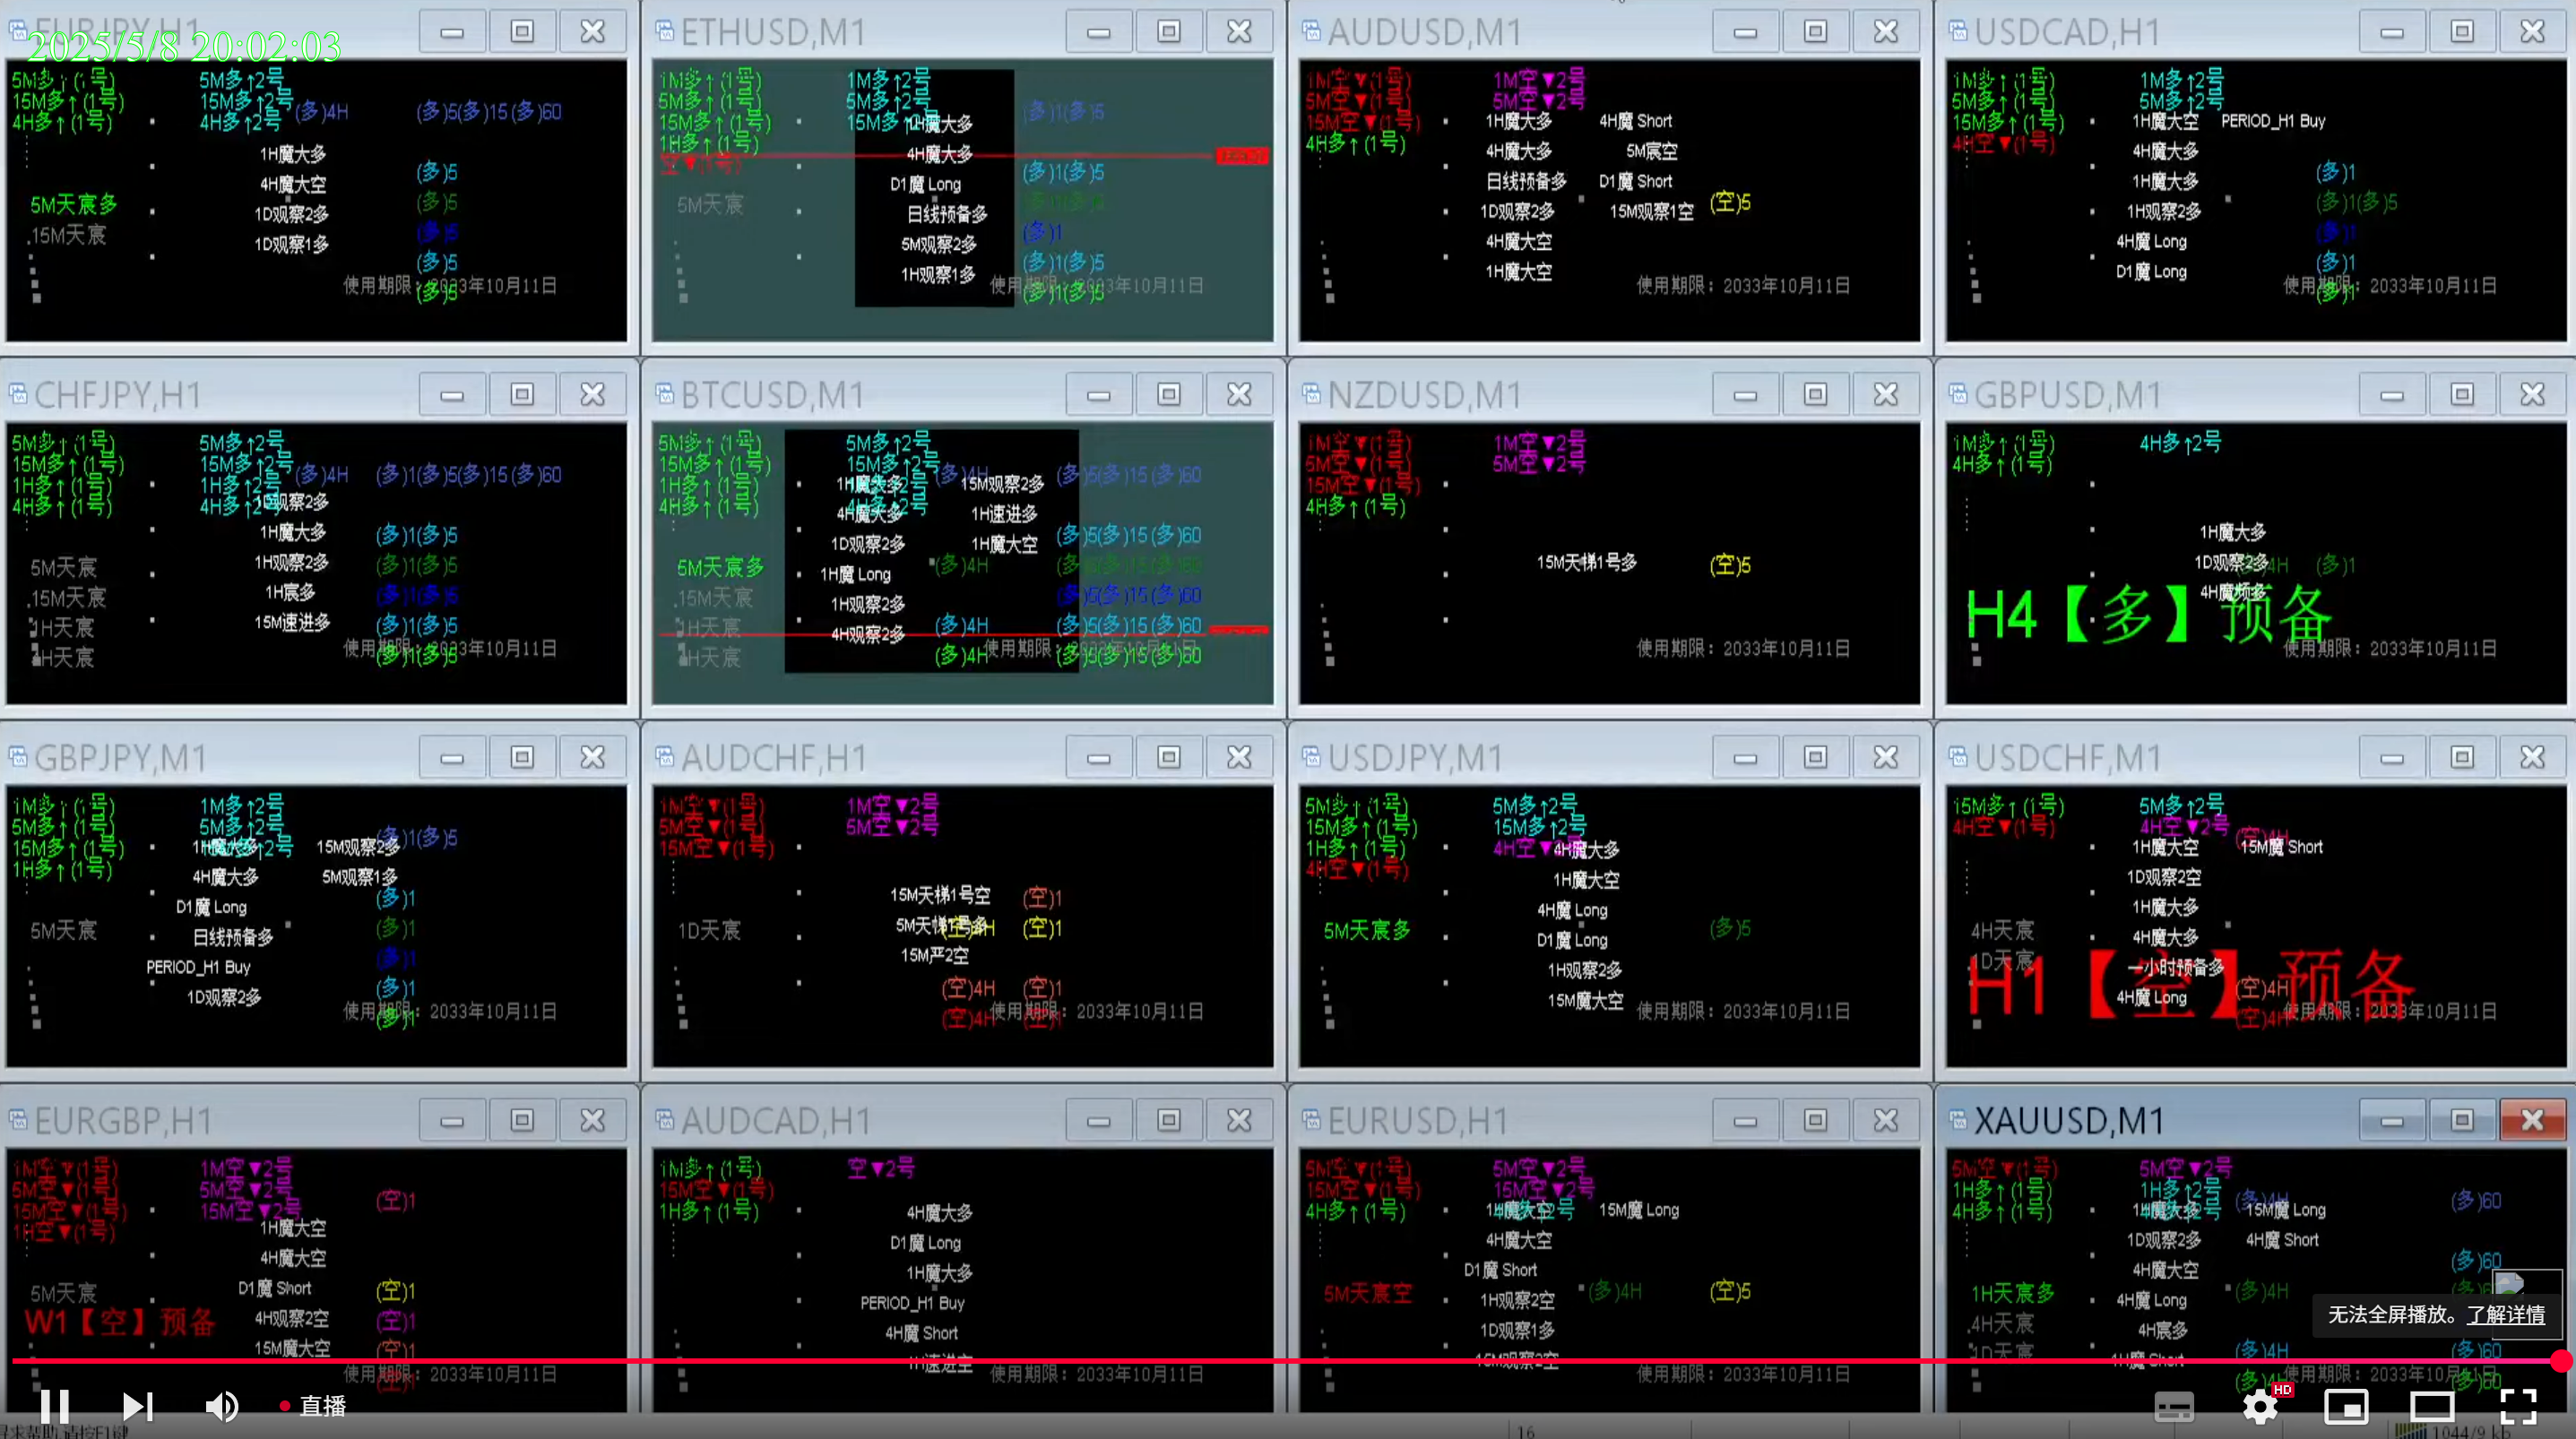 EURJPY,H1
2025/5/8 20:02:03
5M多↑(1号) 5M多↑2号
15M多↑(1号) 15M多↑2号 (多)4H (多)5(多)15(多)60
4H多↑(1号) 4H多↑2号
1H魔大多
(多)5
4H魔大空
5M天宸多 (多)5
1D观察2多
.15M天宸 (多)5
1D观察1多
(多)5
使用期限：2033年10月11日
(多)5
ETHUSD,M1
1M多↑(1号) 1M多↑2号
5M多↑(1号) 5M多↑2号 (多)1(多)5
15M多↑(1号) 15M多↑2号
1H魔大多
1H多↑(1号)
4H魔大多
空▼(1号)
(多)1(多)5
D1魔 Long
5M天宸
日线预备多
(多)1
5M观察2多
(多)1(多)5
1H观察1多
使用期限：2033年10月11日
(多)1(多)5
AUDUSD,M1
1M空▼(1号) 1M空▼2号
5M空▼(1号) 5M空▼2号
15M空▼(1号) 1H魔大多 4H魔 Short
4H多↑(1号)
4H魔大多 5M宸空
日线预备多 D1魔 Short
1D观察2多 15M观察1空 (空)5
4H魔大空
1H魔大空
使用期限：2033年10月11日
USDCAD,H1
1M多↑(1号) 1M多↑2号
5M多↑(1号) 5M多↑2号
15M多↑(1号) 1H魔大空 PERIOD_H1 Buy
4H空▼(1号)
4H魔大多
(多)1
1H魔大多
(多)1(多)5
1H观察2多
(多)1
4H魔 Long
(多)1
D1魔 Long
使用期限：2033年10月11日
(多)1
CHFJPY,H1
5M多↑(1号) 5M多↑2号
15M多↑(1号) 15M多↑2号 (多)4H (多)1(多)5(多)15(多)60
1H多↑(1号) 1H多↑2号
4H多↑(1号) 4H多↑2号
1D观察2多
1H魔大多 (多)1(多)5
5M天宸 1H观察2多 (多)1(多)5
.15M天宸 1H宸多 (多)1(多)5
1H天宸 15M速进多 (多)1(多)5
4H天宸 使用期限：2033年10月11日
(多)1(多)5
BTCUSD,M1
5M多↑(1号) 5M多↑2号
15M多↑(1号) 15M多↑2号 (多)4H (多)5(多)15(多)60
1H多↑(1号) 1H魔大多 15M观察2多
4H多↑(1号) 4H魔大多 1H速进多
1D观察2多 1H魔大空 (多)5(多)15(多)60
5M天宸多 1H魔 Long (多)4H
.15M天宸 1H观察2多 (多)5(多)15(多)60
1H天宸 4H观察2多 (多)4H (多)5(多)15(多)60
4H天宸 (多)4H 使用期限： (多)5(多)15(多)60
NZDUSD,M1
1M空▼(1号) 1M空▼2号
5M空▼(1号) 5M空▼2号
15M空▼(1号)
4H多↑(1号)
15M天梯1号多 (空)5
使用期限：2033年10月11日
GBPUSD,M1
1M多↑(1号) 4H多↑2号
4H多↑(1号)
1H魔大多
1D观察2多 4H (多)1
H4【多】预备
使用期限：2033年10月11日
GBPJPY,M1
1M多↑(1号) 1M多↑2号
5M多↑(1号) 5M多↑2号 (多)1(多)5
15M多↑(1号) 1H魔大多 15M观察2多
1H多↑(1号) 4H魔大多 5M观察1多
(多)1
D1魔 Long
5M天宸 日线预备多 (多)1
PERIOD_H1 Buy (多)1
1D观察2多 (多)1
使用期限：2033年10月11日
(多)1
AUDCHF,H1
1M空▼(1号) 1M空▼2号
5M空▼(1号) 5M空▼2号
15M空▼(1号)
15M天梯1号空 (空)1
1D天宸 5M天梯1号多 (空)1
15M严2空
(空)4H (空)1
使用期限：2033年10月11日
(空)4H
USDJPY,M1
5M多↑(1号) 5M多↑2号
15M多↑(1号) 15M多↑2号
1H多↑(1号) 4H空▼ 4H魔大多
4H空▼(1号) 1H魔大空
4H魔 Long
5M天宸多 D1魔 Long (多)5
1H观察2多
15M魔大空 使用期限：2033年10月11日
USDCHF,M1
15M多↑(1号) 5M多↑2号
4H空▼(1号) 4H空▼2号 (空)4H
1H魔大空 15M魔 Short
1D观察2空
1H魔大多
4H天宸 4H魔大多
.1D天宸 一小时预备多
H1【空】预备
4H魔 Long (空)4H
使用期限：2033年10月11日
(空)4H
EURGBP,H1
1M空▼(1号) 1M空▼2号
5M空▼(1号) 5M空▼2号
15M空▼(1号) 15M空▼2号 (空)1
1H空▼(1号) 1H魔大空
4H魔大空
5M天宸 D1魔 Short (空)1
W1【空】预备 4H观察2空 (空)1
15M魔大空 (空)1
使用期限：2033年10月11日
AUDCAD,H1
1M多↑(1号) 空▼2号
15M空▼(1号)
1H多↑(1号) 4H魔大多
D1魔 Long
1H魔大多
PERIOD_H1 Buy
4H魔 Short
1H速进空
使用期限：2033年10月11日
EURUSD,H1
5M空▼(1号) 5M空▼2号
15M空▼(1号) 15M空▼2号
4H多↑(1号) 1H魔大空 15M魔 Long
4H魔大空
D1魔 Short
5M天宸空 1H观察2空 (多)4H (空)5
1D观察1多
15M观察2空
使用期限：2033年10月11日
XAUUSD,M1
5M空▼(1号) 5M空▼2号
1H多↑(1号) 1H多↑2号 (多)4H (多)60
4H多↑(1号) 1H魔大多 15M魔 Long
1D观察2多 4H魔 Short
4H魔大空 (多)60
1H天宸多 4H魔 Long (多)4H
.4H天宸 4H宸多
无法全屏播放。了解详情
1D天宸 1H魔 Short (多)4H (多)60
使用期限：2033年10月11日
直播
HD
16
1044/9 kb